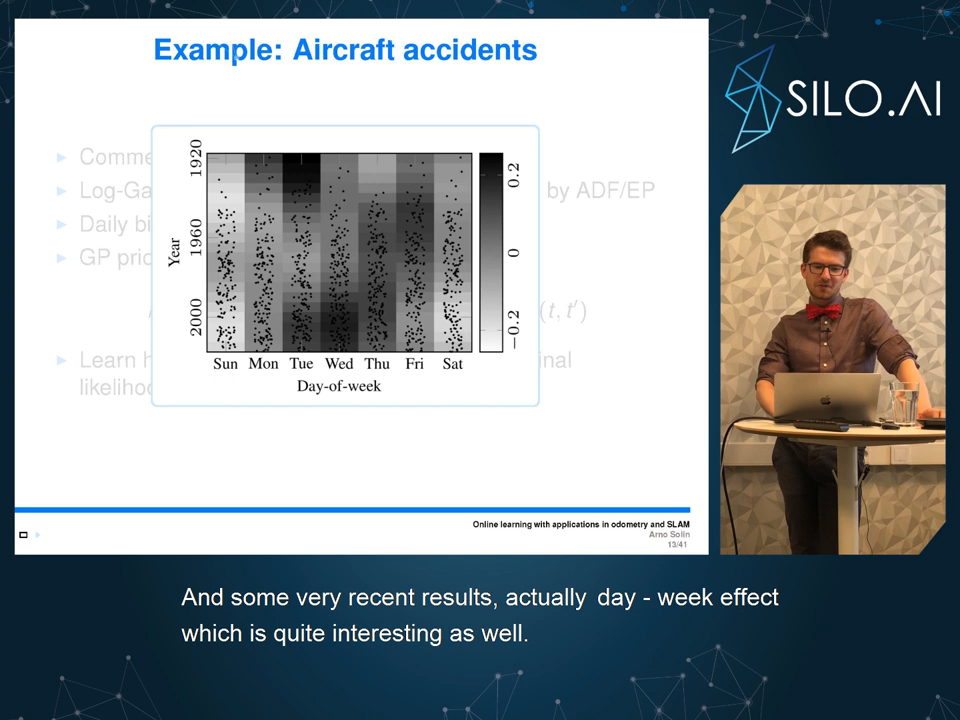 Example: Aircraft accidents
SILO.AI
Comme
Log-Ga
by ADF/EP
Daily bi
GP prio
(t, t′)
Learn h
inal
likeliho
1920
1960
2000
Year
Sun Mon Tue Wed Thu Fri Sat
Day-of-week
0.2
0
−0.2
Online learning with applications in odometry and SLAM
Arno Solin
13/41
And some very recent results, actually day - week effect
which is quite interesting as well.